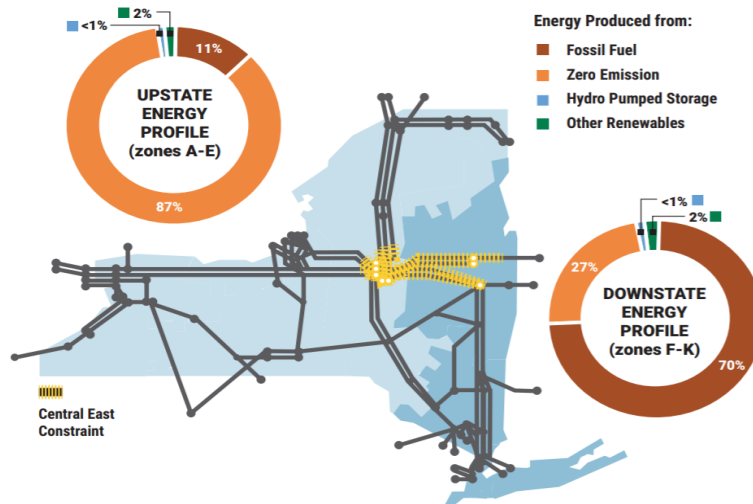 <1%
2%
11%
UPSTATE
ENERGY
PROFILE
(zones A-E)
87%
Energy Produced from:
Fossil Fuel
Zero Emission
Hydro Pumped Storage
Other Renewables
<1%
2%
27%
DOWNSTATE
ENERGY
PROFILE
(zones F-K)
70%
Central East
Constraint